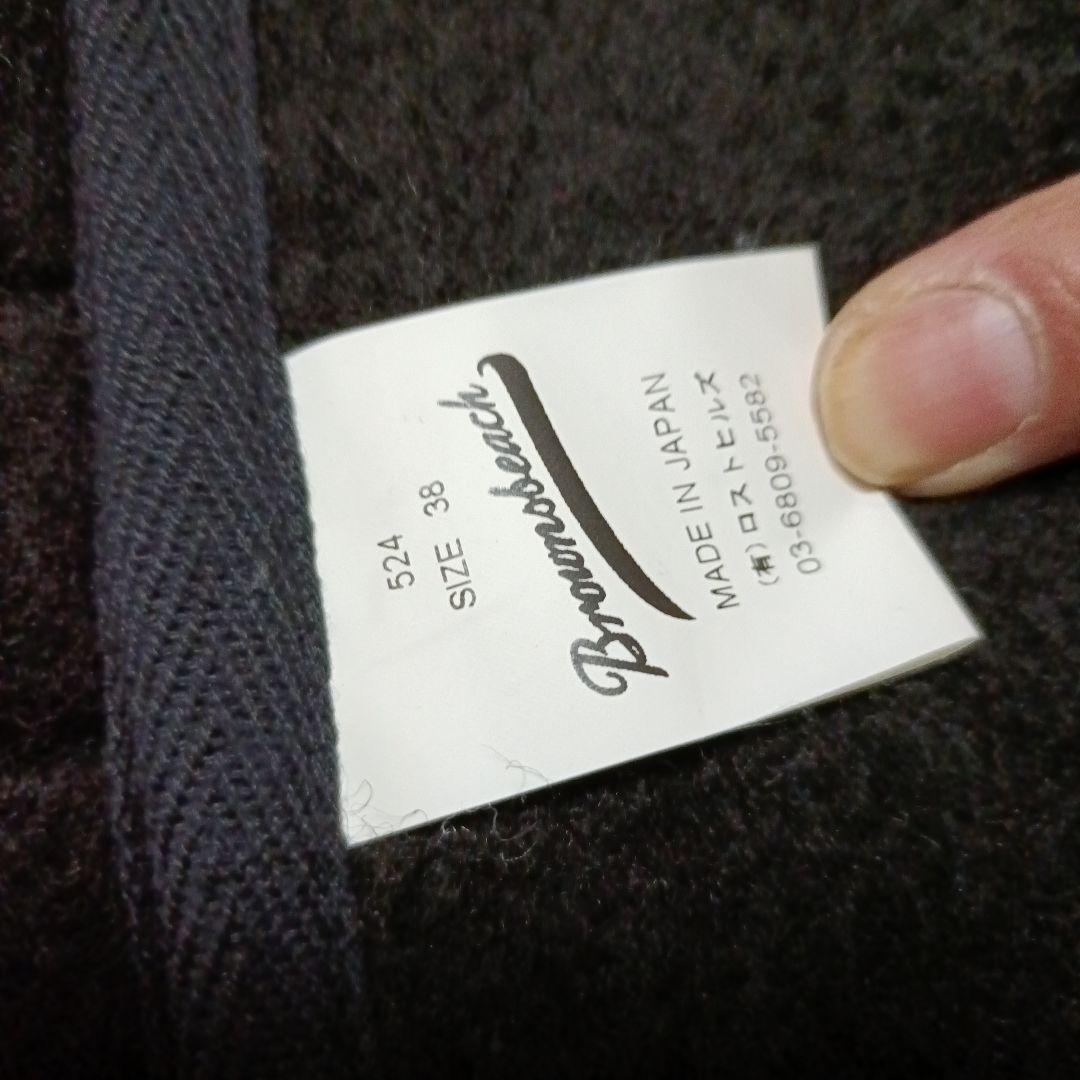 524
SIZE 38
Brownsbeach
MADE IN JAPAN
(有)ロストヒルズ
03-6809-5582